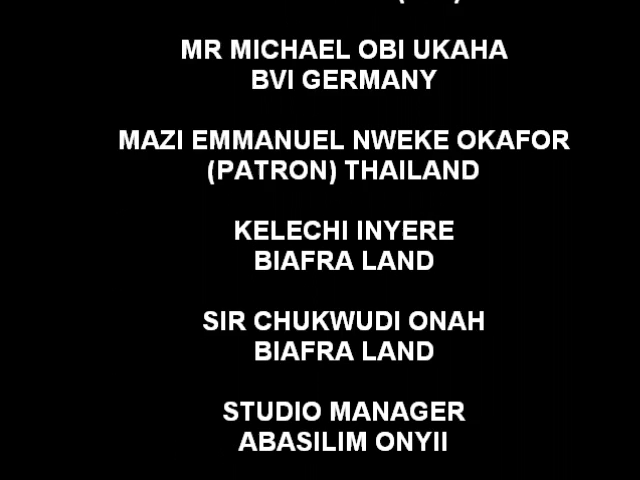 MR MICHAEL OBI UKAHA
BVI GERMANY
MAZI EMMANUEL NWEKE OKAFOR
(PATRON) THAILAND
KELECHI INYERE
BIAFRA LAND
SIR CHUKWUDI ONAH
BIAFRA LAND
STUDIO MANAGER
ABASILIM ONYII